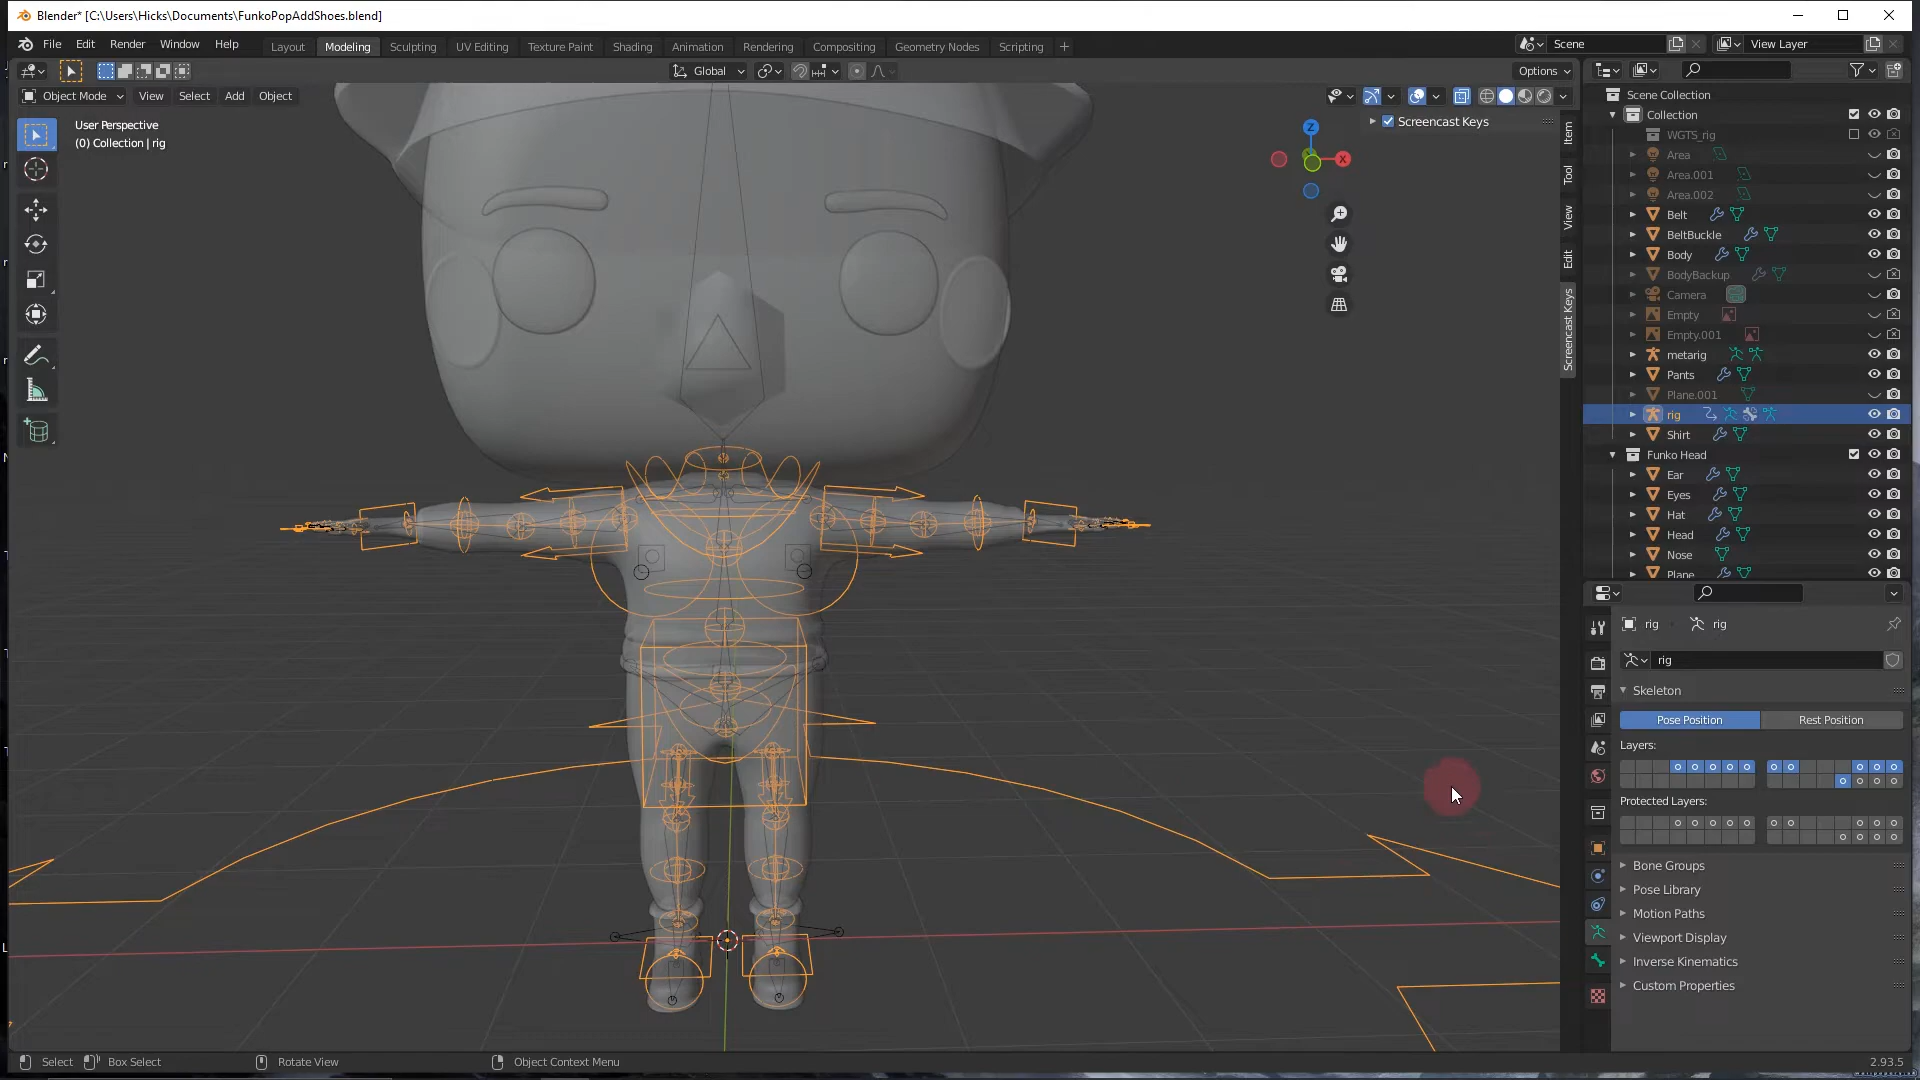 Blender* [C:\Users\Hicks\Documents\FunkoPopAddShoes.blend]
File Edit Render Window Help Layout Modeling Sculpting UV Editing Texture Paint Shading Animation Rendering Compositing Geometry Nodes Scripting + Scene View Layer
Global Options
Object Mode View Select Add Object
User Perspective
(0) Collection | rig
Screencast Keys
Z
X
Item
Tool
View
Edit
Screencast Keys
Scene Collection
Collection
WGTS_rig
Area
Area.001
Area.002
Belt
BeltBuckle
Body
BodyBackup
Camera
Empty
Empty.001
metarig
Pants
Plane.001
rig
Shirt
Funko Head
Ear
Eyes
Hat
Head
Nose
Plane
rig rig
rig
Skeleton
Pose Position Rest Position
Layers:
Protected Layers:
Bone Groups
Pose Library
Motion Paths
Viewport Display
Inverse Kinematics
Custom Properties
Select Box Select Rotate View Object Context Menu 2.93.5